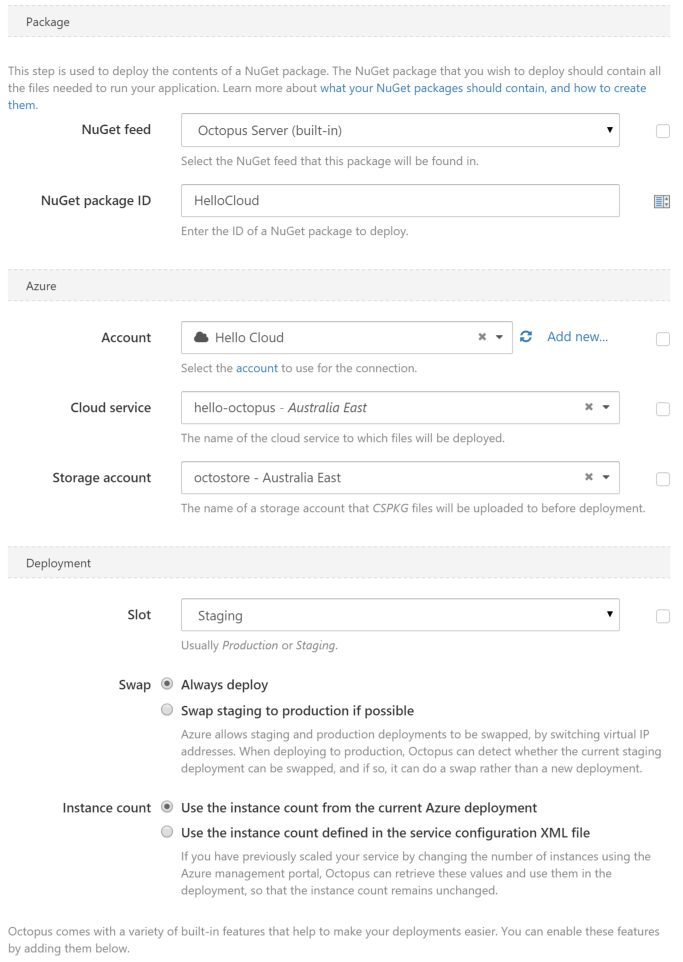 Package
This step is used to deploy the contents of a NuGet package. The NuGet package that you wish to deploy should contain all
the files needed to run your application. Learn more about what your NuGet packages should contain, and how to create
them.
NuGet feed
Octopus Server (built-in)
Select the NuGet feed that this package will be found in.
NuGet package ID
HelloCloud
Enter the ID of a NuGet package to deploy.
Azure
Account
Hello Cloud
Add new...
Select the account to use for the connection.
Cloud service
hello-octopus - Australia East
The name of the cloud service to which files will be deployed.
Storage account
octostore - Australia East
The name of a storage account that CSPKG files will be uploaded to before deployment.
Deployment
Slot
Staging
Usually Production or Staging.
Swap
Always deploy
Swap staging to production if possible
Azure allows staging and production deployments to be swapped, by switching virtual IP
addresses. When deploying to production, Octopus can detect whether the current staging
deployment can be swapped, and if so, it can do a swap rather than a new deployment.
Instance count
Use the instance count from the current Azure deployment
Use the instance count defined in the service configuration XML file
If you have previously scaled your service by changing the number of instances using the
Azure management portal, Octopus can retrieve these values and use them in the
deployment, so that the instance count remains unchanged.
Octopus comes with a variety of built-in features that help to make your deployments easier. You can enable these features
by adding them below.